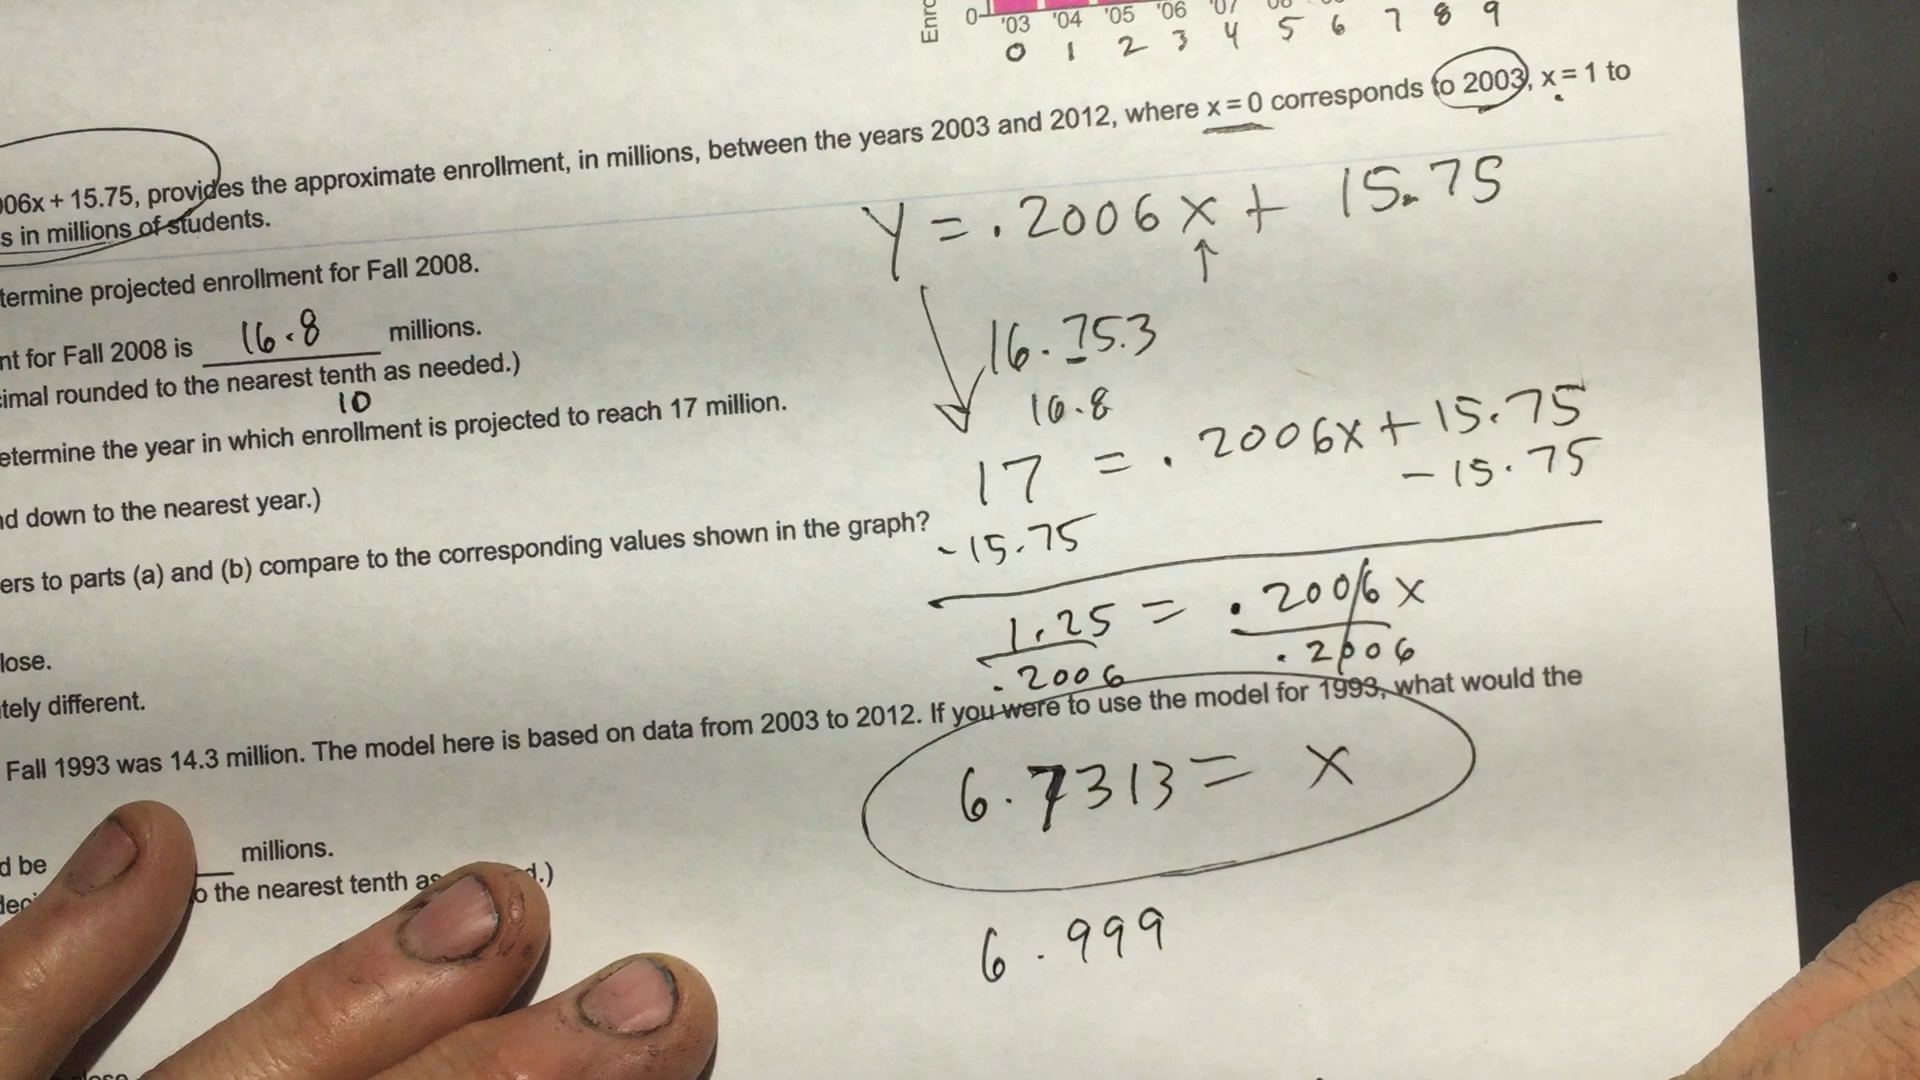 0 '03 '04 '05 '06 '07
Enro
0 1 2 3 4 5 6 7 8 9
006x + 15.75, provides the approximate enrollment, in millions, between the years 2003 and 2012, where x = 0 corresponds to 2003, x = 1 to
s in millions of students.
y = .2006x + 15.75
↑
termine projected enrollment for Fall 2008.
nt for Fall 2008 is 16.8 millions.
16.75.3
imal rounded to the nearest tenth as needed.)
10
16.8
etermine the year in which enrollment is projected to reach 17 million.
17 = .2006x + 15.75
- 15.75
nd down to the nearest year.)
- 15.75
ers to parts (a) and (b) compare to the corresponding values shown in the graph?
1.25 = .2006x
.2006 .2006
lose.
tely different.
Fall 1993 was 14.3 million. The model here is based on data from 2003 to 2012. If you were to use the model for 1993, what would the
6.7313 = x
d be millions.
o the nearest tenth as d.)
6.999